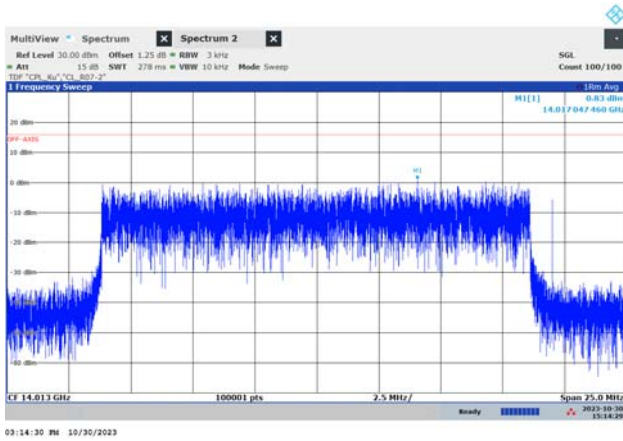 MultiView Spectrum Spectrum 2
Ref Level 30.00 dBm Offset 1.25 dB RBW 3 kHz SGL
Att 15 dB SWT 278 ms VBW 10 kHz Mode Sweep Count 100/100
TDF "CPL_Ku","CL_R07-2"
1 Frequency Sweep 1Rm Avg
M1[1] 0.83 dBm
14.017 047 460 GHz
20 dBm
OFF-AXIS
10 dBm
M1
0 dBm
-10 dBm
-20 dBm
-30 dBm
CF 14.013 GHz 100001 pts 2.5 MHz/ Span 25.0 MHz
Ready 2023-10-30
15:14:29
03:14:30 PM 10/30/2023